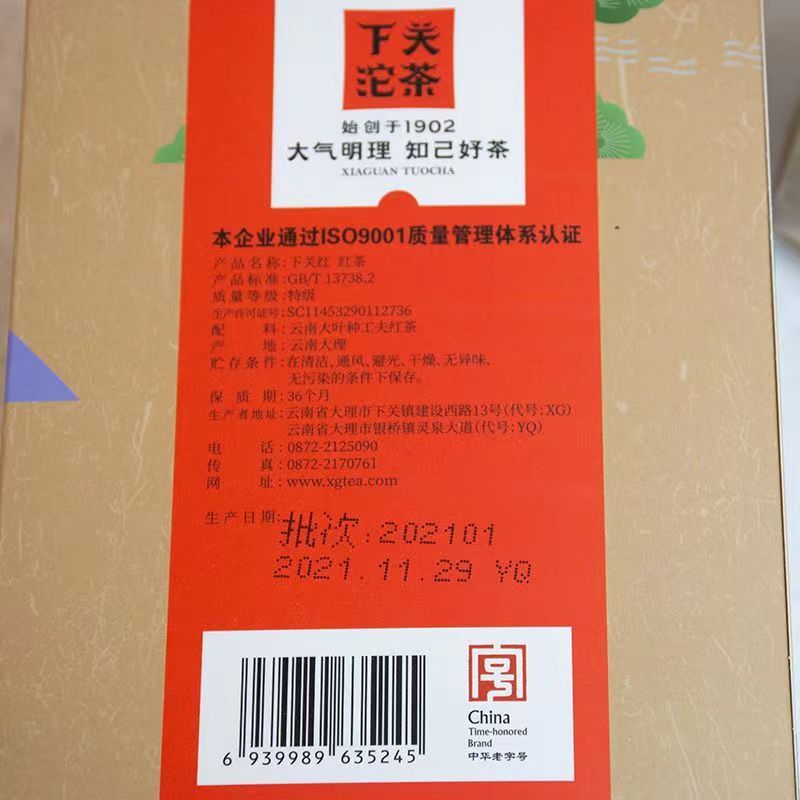 下关
沱茶
始创于1902
大气明理 知己好茶
XIAGUAN TUOCHA
本企业通过ISO9001质量管理体系认证
产品名称:下关红 红茶
产品标准:GB/T 13738.2
质量等级:特级
生产许可证号:SC11453290112736
配 料:云南大叶种工夫红茶
产 地:云南大理
贮存条件:在清洁、通风、避光、干燥、无异味、
无污染的条件下保存。
保 质 期:36个月
生产者地址:云南省大理市下关镇建设西路13号(代号:XG)
云南省大理市银桥镇灵泉大道(代号:YQ)
电 话:0872-2125090
传 真:0872-2170761
网 址:www.xgtea.com
生产日期:批次:202101
2021.11.29 YQ
China
Time-honored
Brand
中华老字号
6 939989 635245